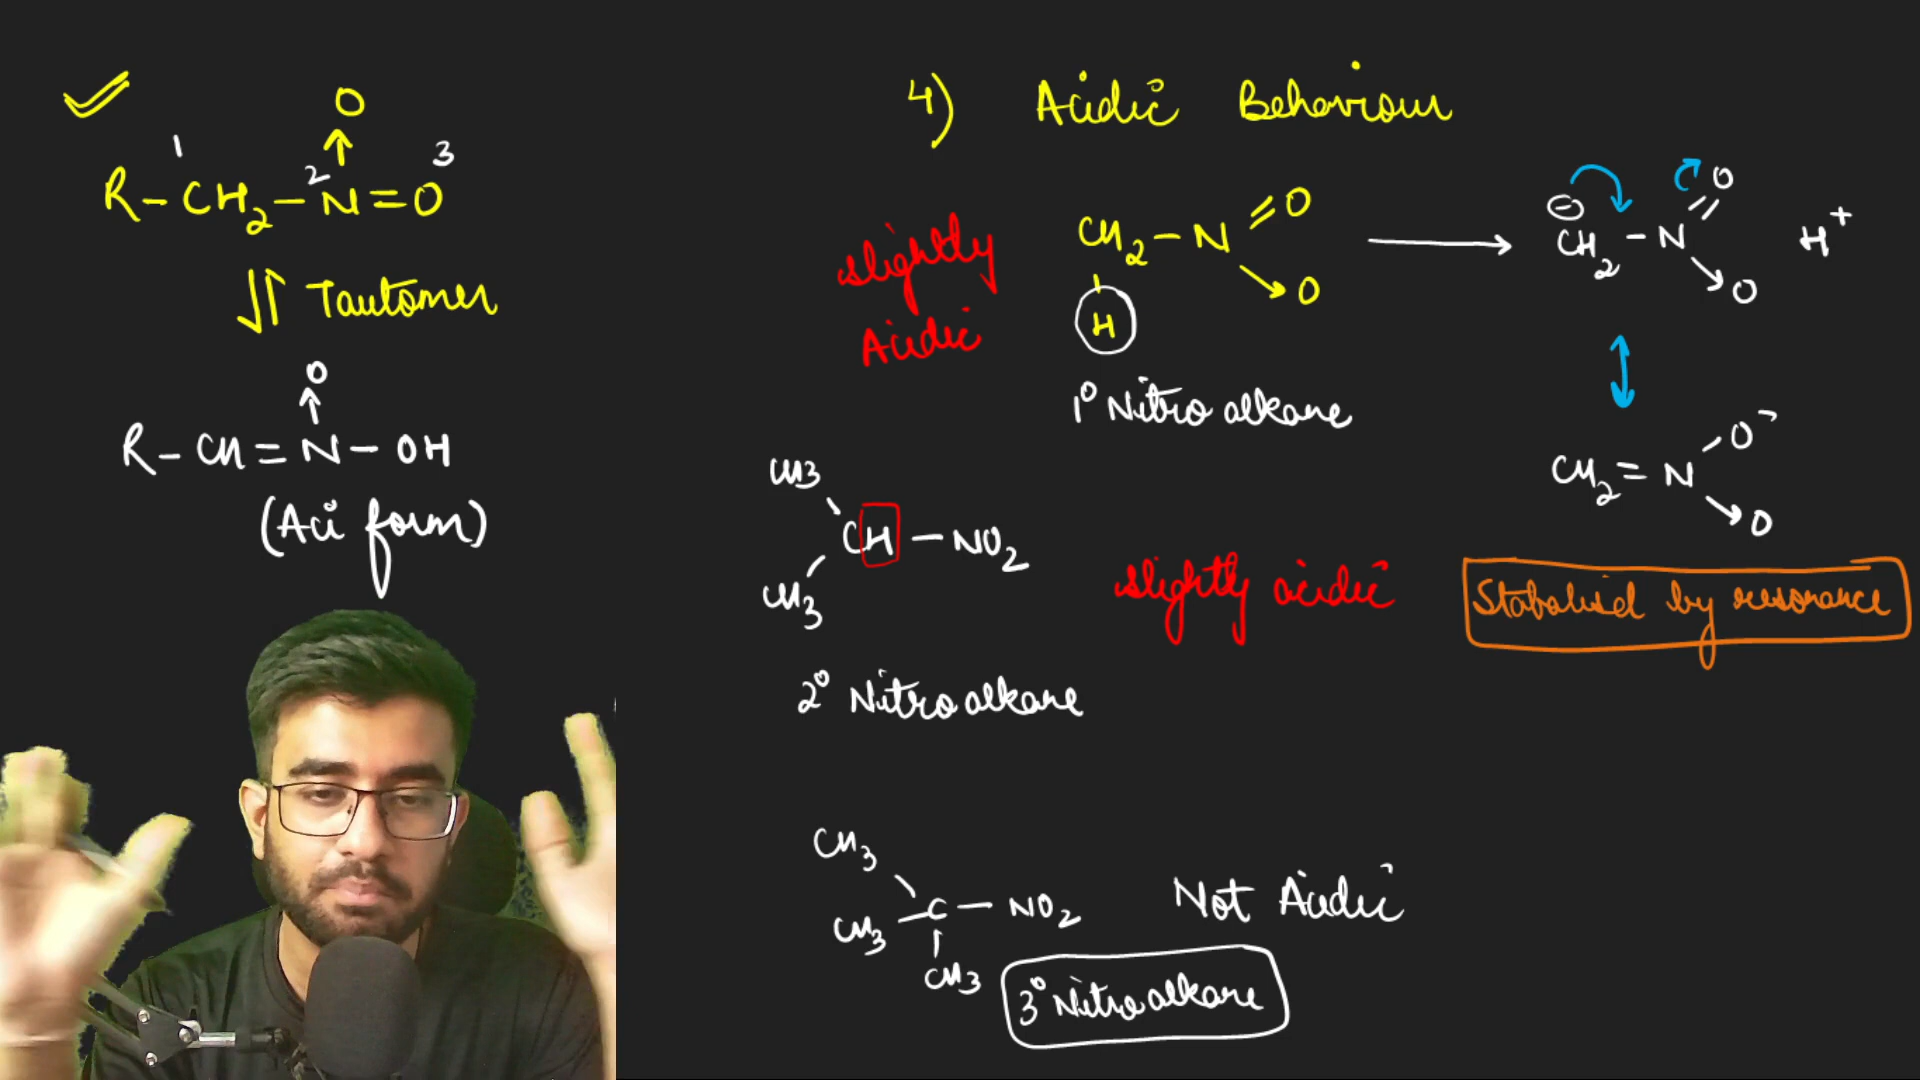 O
1 2 3
R-CH2-N=O
Tautomer
O
R-CH=N-OH
(Aci form)
4) Acidic Behaviour
slightly
Acidic
CH2-N
O
O
H
1° Nitro alkane
⊖
CH2-N
O
O
H+
CH2=N
O-
O
Stabolised by resonance
CH3
CH-NO2
CH3
slightly acidic
2° Nitro alkane
CH3
CH3-C-NO2
CH3
Not Acidic
3° Nitro alkane